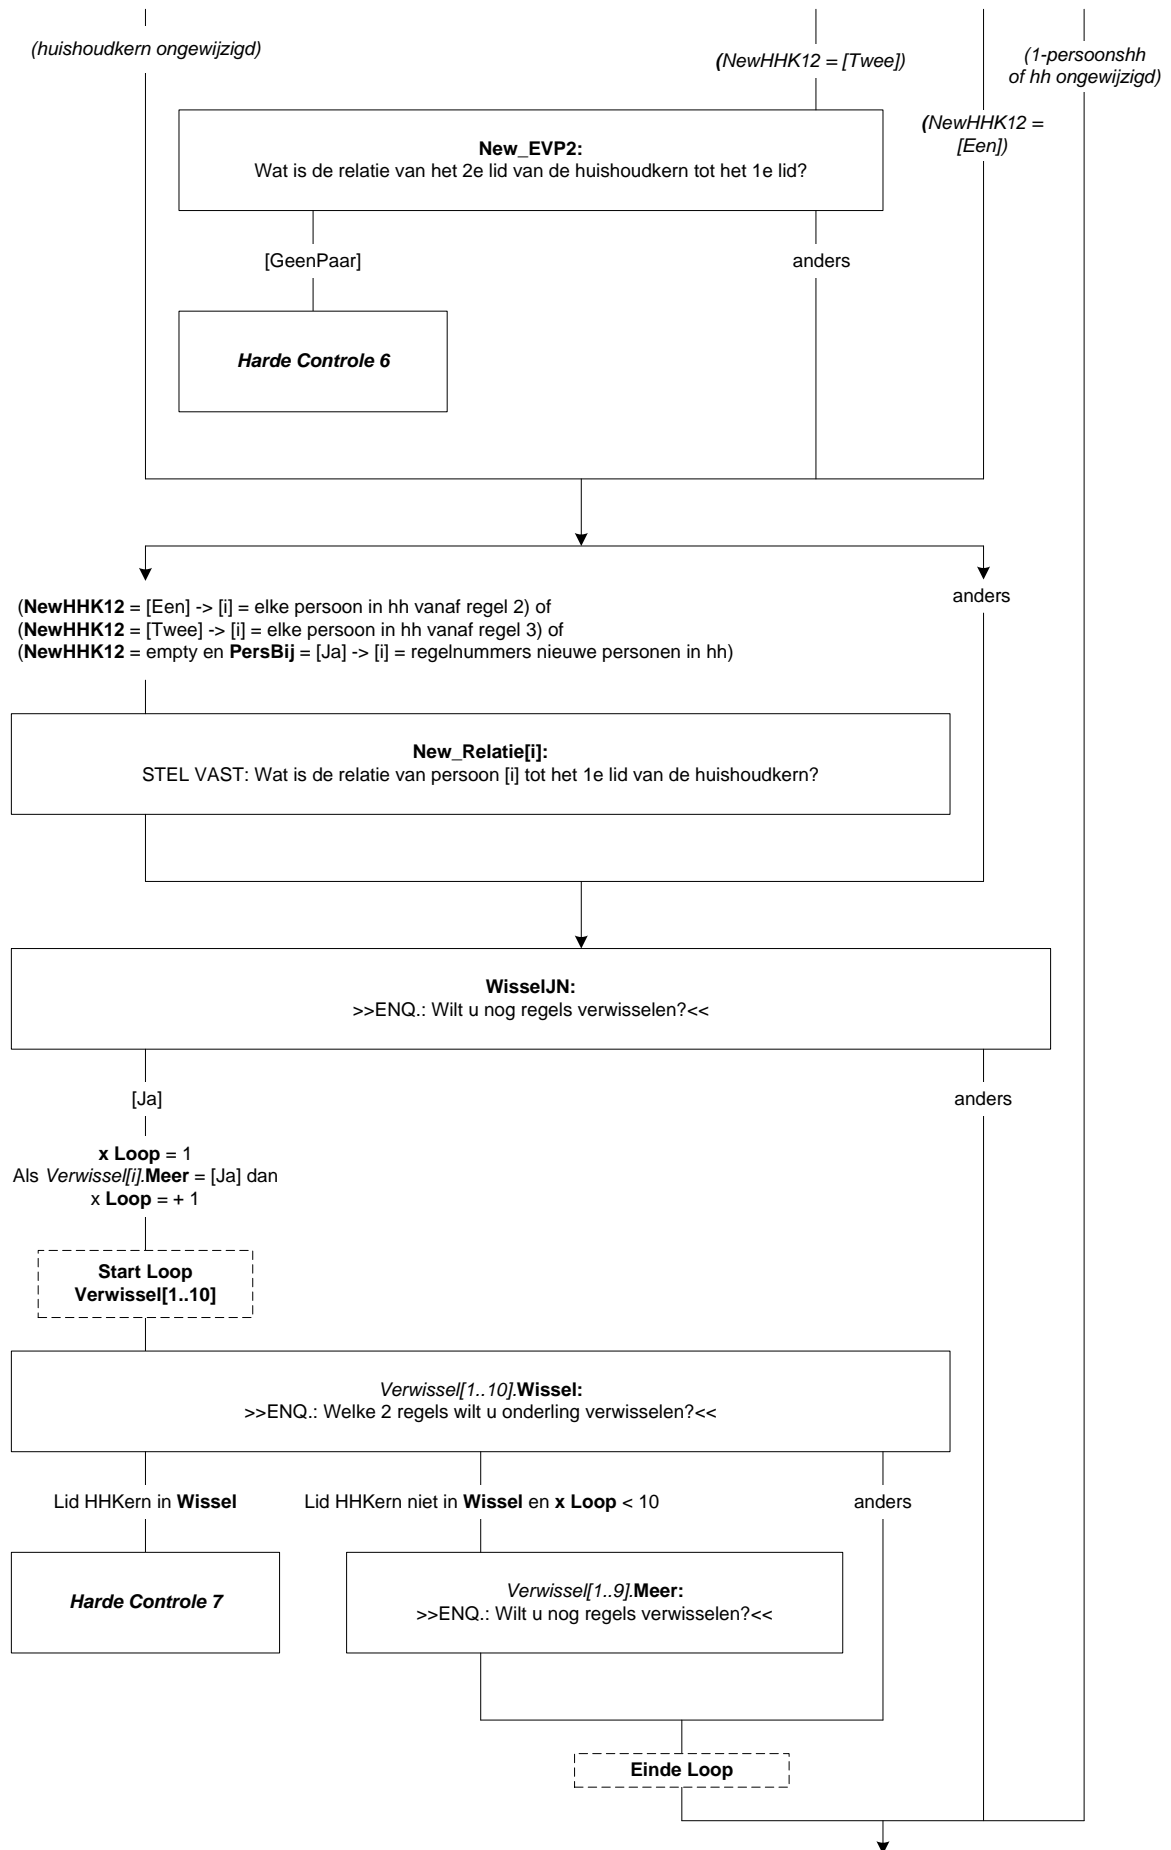 (huishoudkern ongewijzigd)
(NewHHK12 = [Twee])
(1-persoonshh
of hh ongewijzigd)
(NewHHK12 =
[Een])
New_EVP2:
Wat is de relatie van het 2e lid van de huishoudkern tot het 1e lid?
[GeenPaar]
anders
Harde Controle 6
(NewHHK12 = [Een] -> [i] = elke persoon in hh vanaf regel 2) of
(NewHHK12 = [Twee] -> [i] = elke persoon in hh vanaf regel 3) of
(NewHHK12 = empty en PersBij = [Ja] -> [i] = regelnummers nieuwe personen in hh)
anders
New_Relatie[i]:
STEL VAST: Wat is de relatie van persoon [i] tot het 1e lid van de huishoudkern?
WisselJN:
>>ENQ.: Wilt u nog regels verwisselen?<<
[Ja]
anders
x Loop = 1
Als Verwissel[i].Meer = [Ja] dan
x Loop = + 1
Start Loop
Verwissel[1..10]
Verwissel[1..10].Wissel:
>>ENQ.: Welke 2 regels wilt u onderling verwisselen?<<
Lid HHKern in Wissel
Lid HHKern niet in Wissel en x Loop < 10
anders
Harde Controle 7
Verwissel[1..9].Meer:
>>ENQ.: Wilt u nog regels verwisselen?<<
Einde Loop